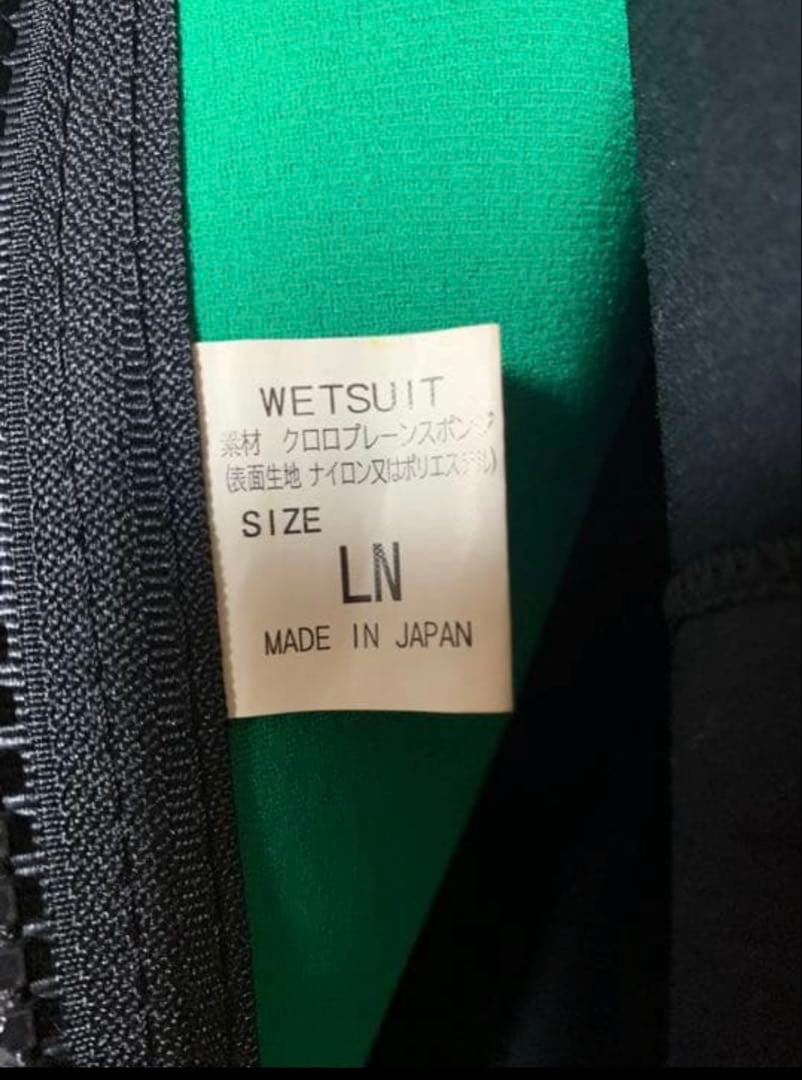 WETSUIT
素材 クロロプレーンスポンジ
(表面生地 ナイロン又はポリエステル)
SIZE
LN
MADE IN JAPAN